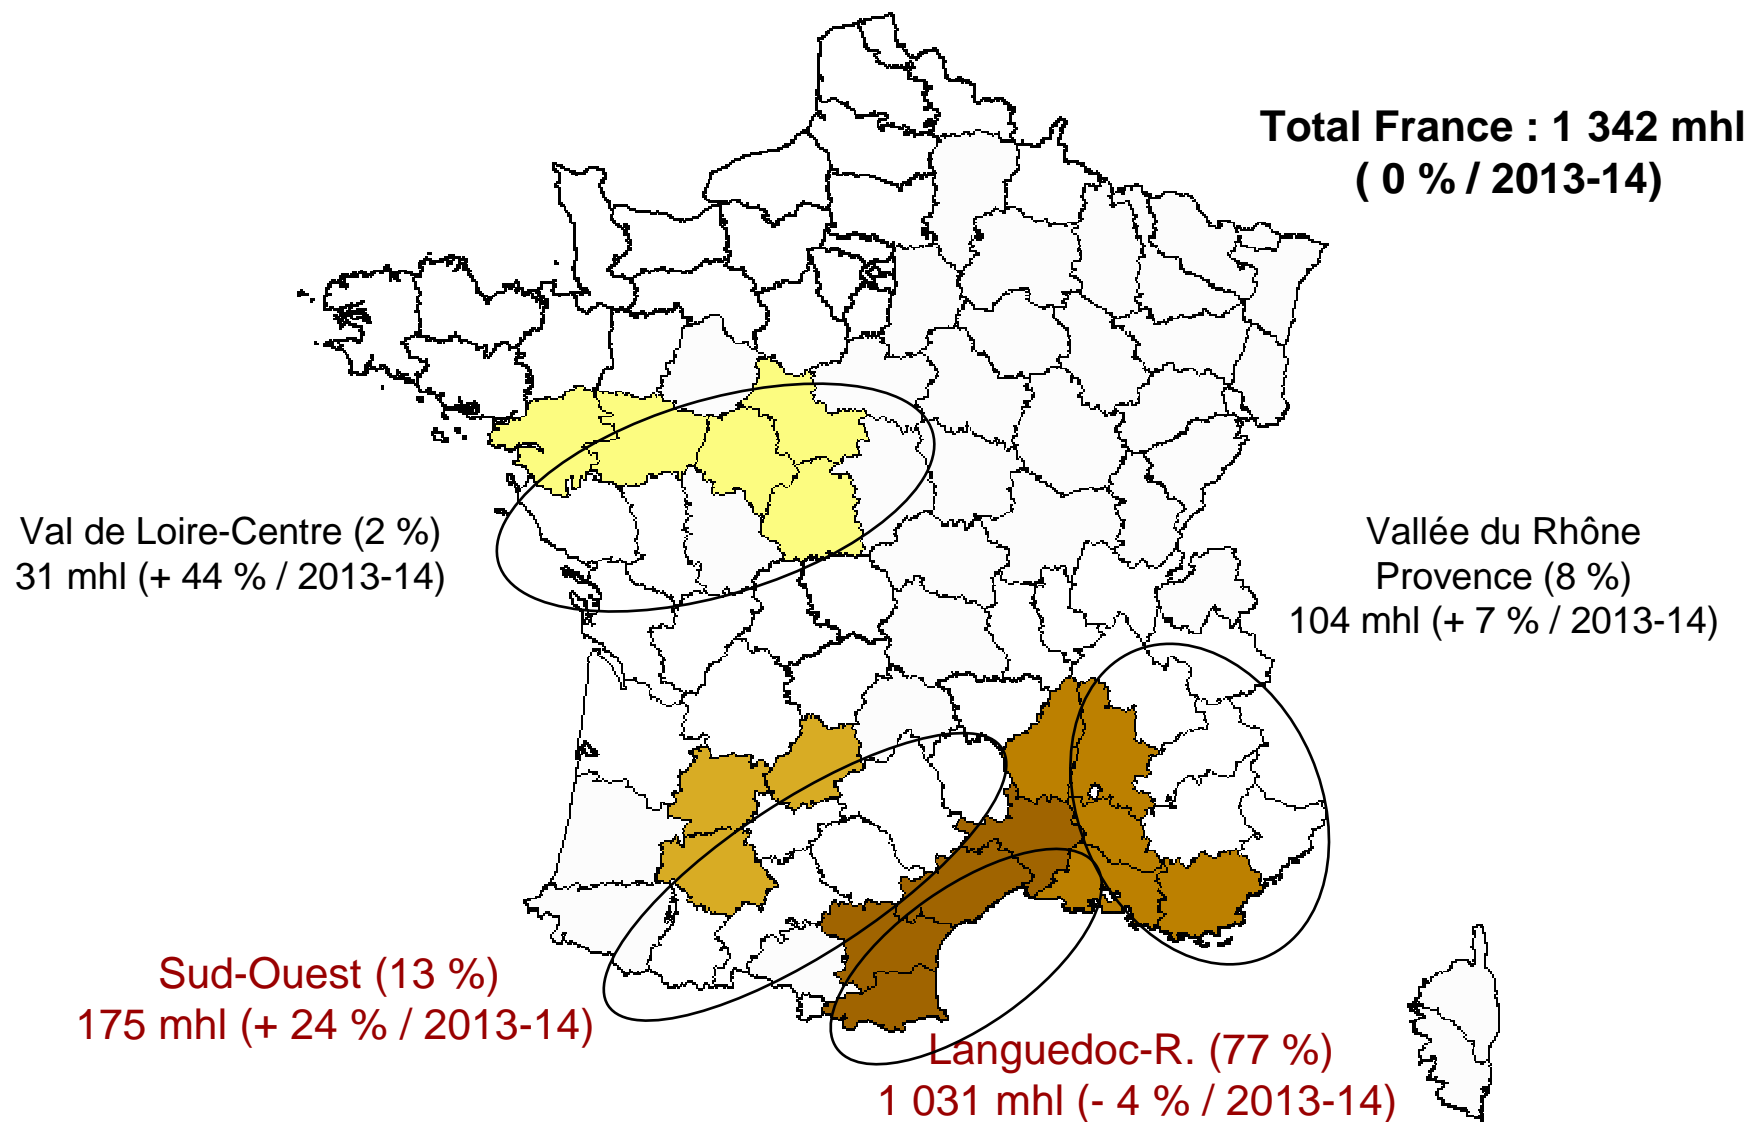 Total France : 1 342 mhl
( 0 % / 2013-14)
Val de Loire-Centre (2 %)
31 mhl (+ 44 % / 2013-14)
Vallée du Rhône
Provence (8 %)
104 mhl (+ 7 % / 2013-14)
Sud-Ouest (13 %)
175 mhl (+ 24 % / 2013-14)
Languedoc-R. (77 %)
1 031 mhl (- 4 % / 2013-14)